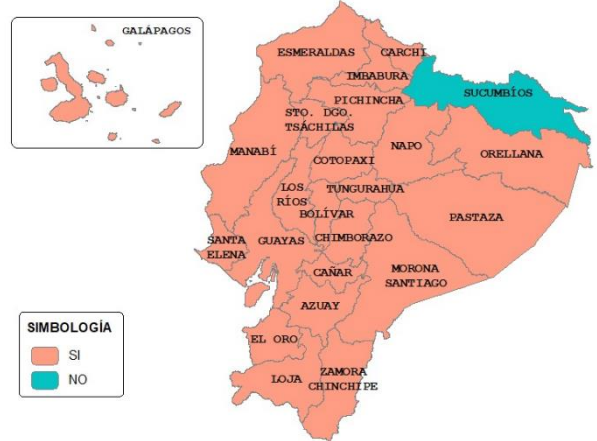 GALÁPAGOS
ESMERALDAS
CARCHI
IMBABURA
SUCUMBÍOS
PICHINCHA
STO. DGO.
TSÁCHILAS
MANABÍ
NAPO
ORELLANA
COTOPAXI
LOS
RÍOS
TUNGURAHUA
BOLÍVAR
PASTAZA
SANTA
ELENA
GUAYAS
CHIMBORAZO
CAÑAR
MORONA
SANTIAGO
AZUAY
EL ORO
LOJA
ZAMORA
CHINCHIPE
SIMBOLOGÍA
SI
NO